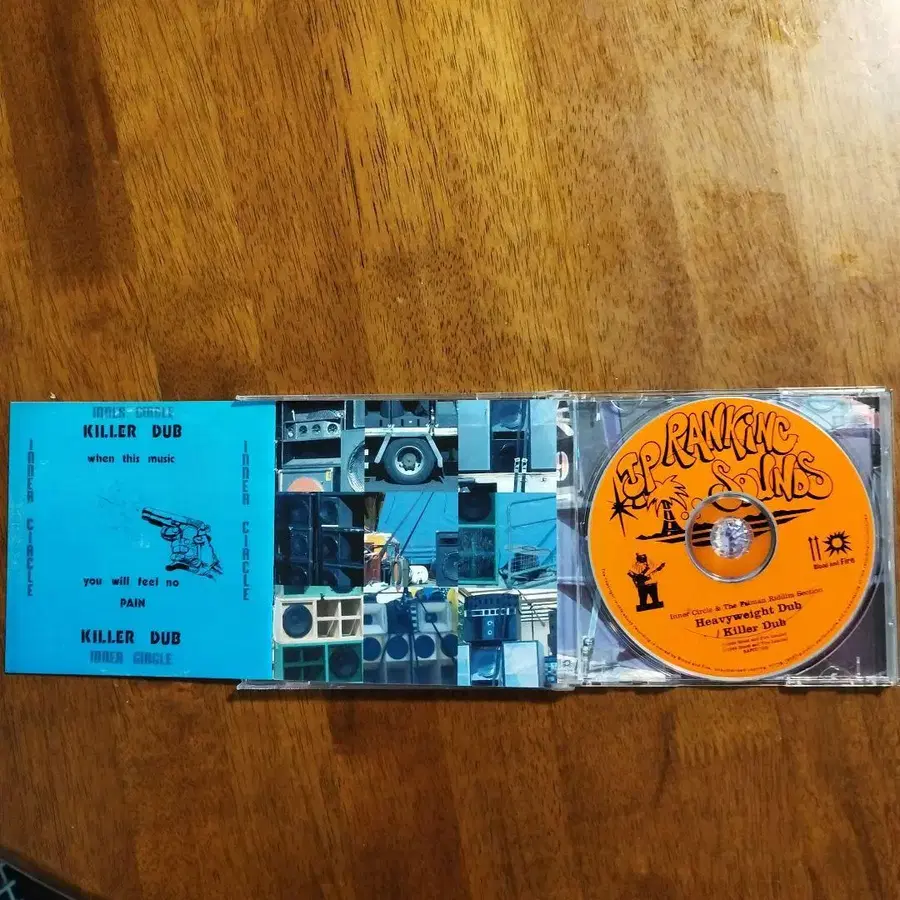 INNER CIRCLE
KILLER DUB
when this music
INNER CIRCLE
INNER CIRCLE
you will feel no
PAIN
KILLER DUB
INNER CIRCLE
TOP RANKING
SOUNDS
Blood and Fire
Inner Circle & The Fatman Riddim Section
Heavyweight Dub
Killer Dub